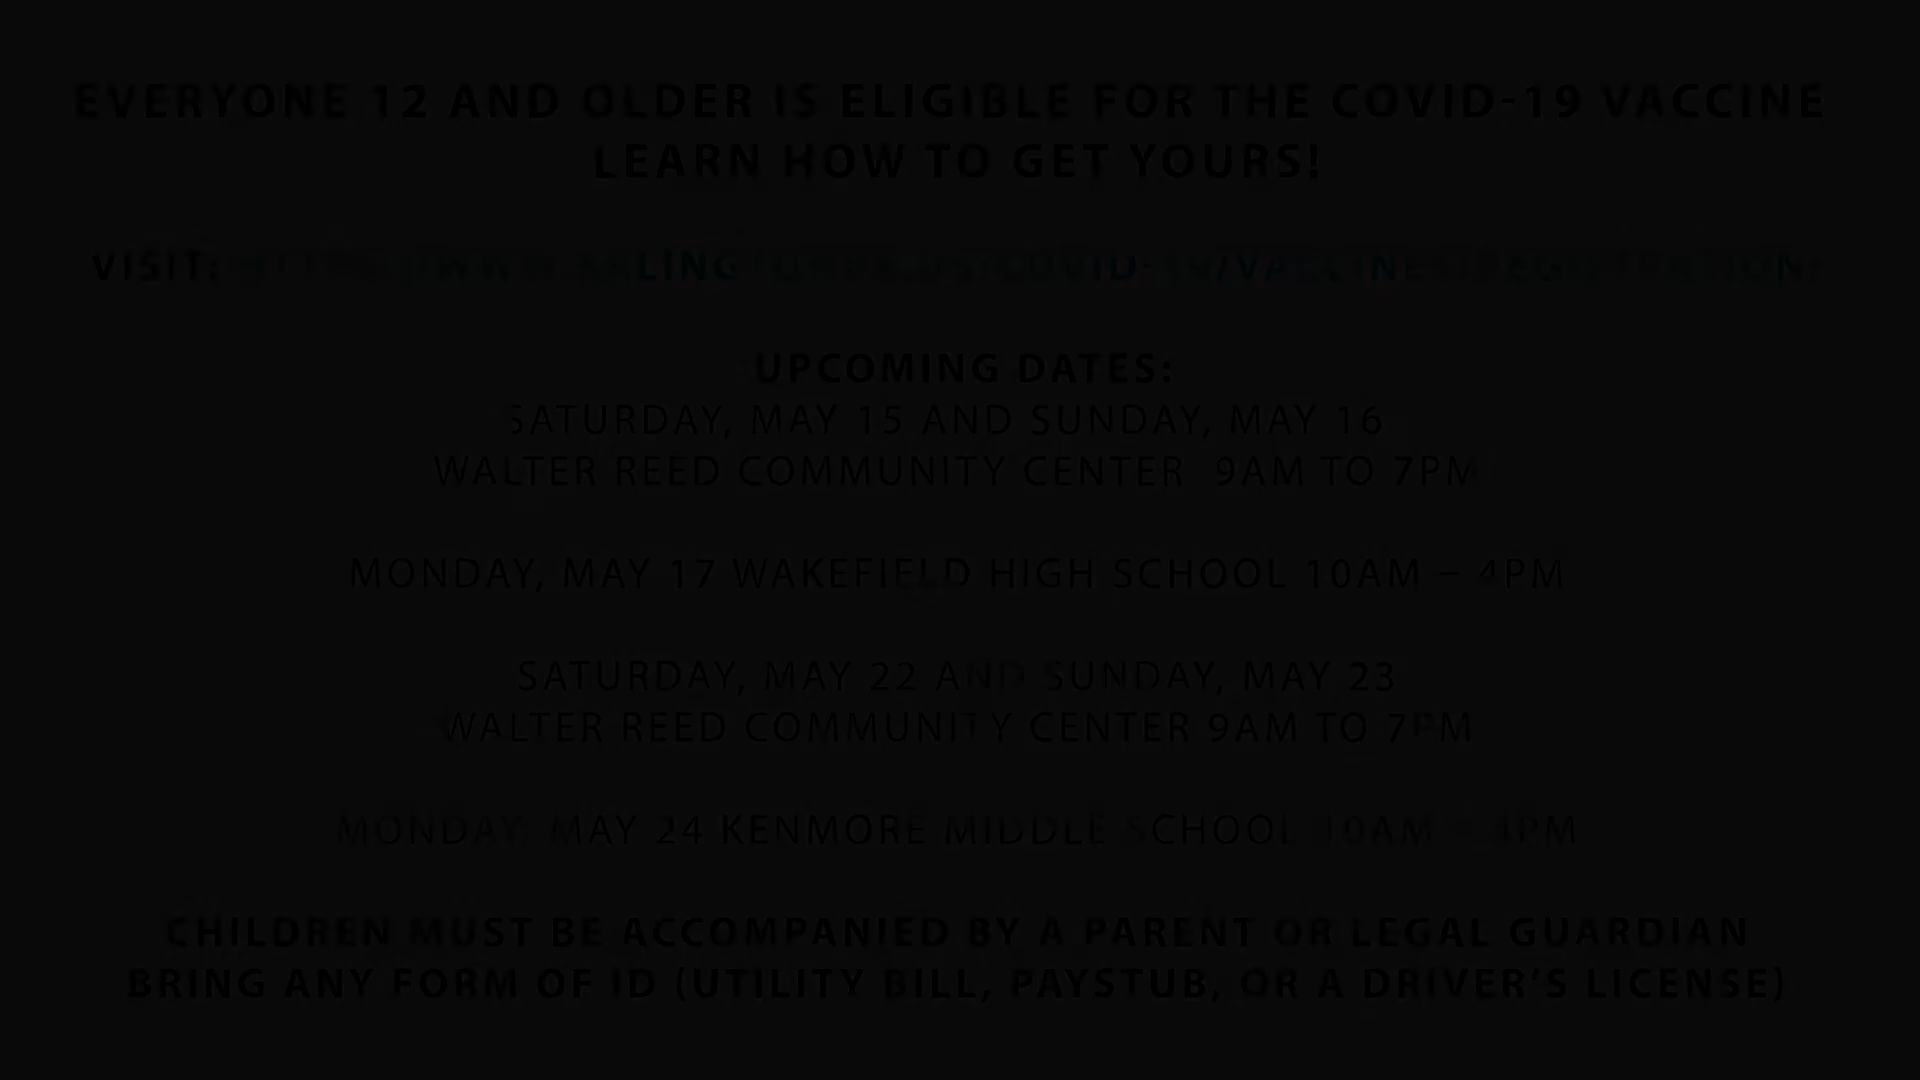 EVERYONE 12 AND OLDER IS ELIGIBLE FOR THE COVID-19 VACCINE
LEARN HOW TO GET YOURS!
VISIT:
UPCOMING DATES:
SATURDAY, MAY 15 AND SUNDAY, MAY 16
WALTER REED COMMUNITY CENTER 9AM TO 7PM
MONDAY, MAY 17 WAKEFIELD HIGH SCHOOL 10AM – 4PM
SATURDAY, MAY 22 AND SUNDAY, MAY 23
WALTER REED COMMUNITY CENTER 9AM TO 7PM
MONDAY, MAY 24 KENMORE MIDDLE SCHOOL 10AM – 4PM
CHILDREN MUST BE ACCOMPANIED BY A PARENT OR LEGAL GUARDIAN
BRING ANY FORM OF ID (UTILITY BILL, PAYSTUB, OR A DRIVER'S LICENSE)